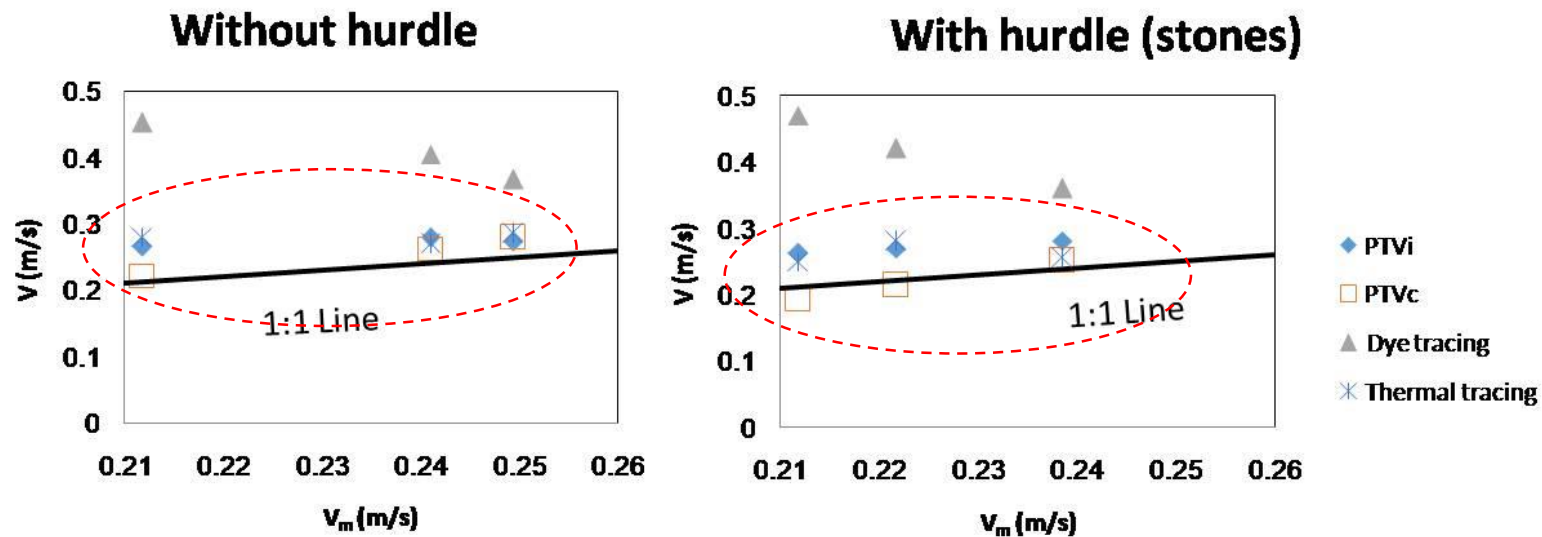 Without hurdle
0.5
0.4
0.3
0.2
0.1
0
V (m/s)
1:1 Line
0.21 0.22 0.23 0.24 0.25 0.26
Vm (m/s)
With hurdle (stones)
0.5
0.4
0.3
0.2
0.1
0
V (m/s)
1:1 Line
0.21 0.22 0.23 0.24 0.25 0.26
Vm (m/s)
PTVi
PTVc
Dye tracing
Thermal tracing